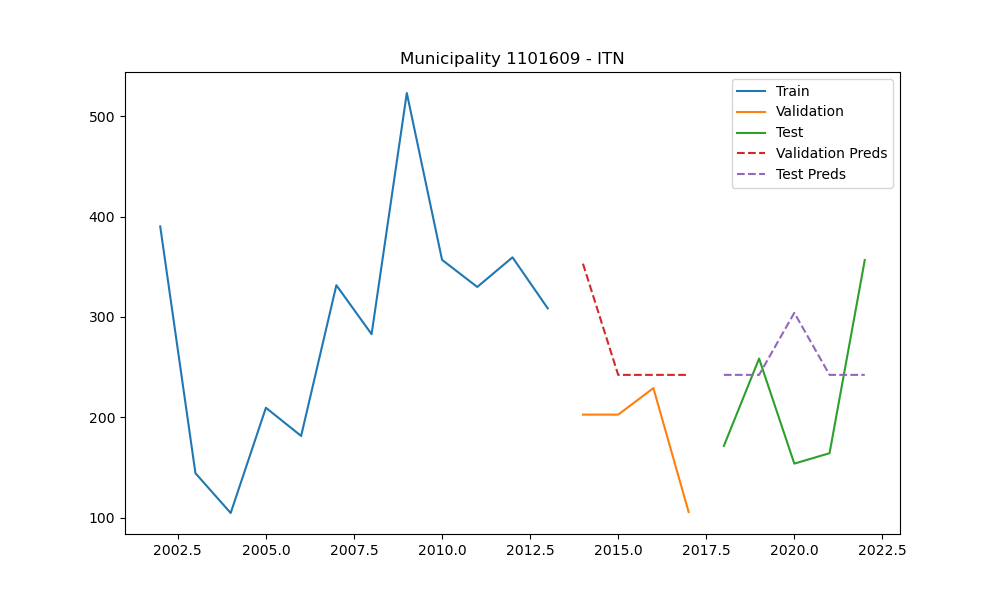 Municipality 1101609 - ITN
Train
Validation
Test
Validation Preds
Test Preds
500
400
300
200
100
2002.5 2005.0 2007.5 2010.0 2012.5 2015.0 2017.5 2020.0 2022.5